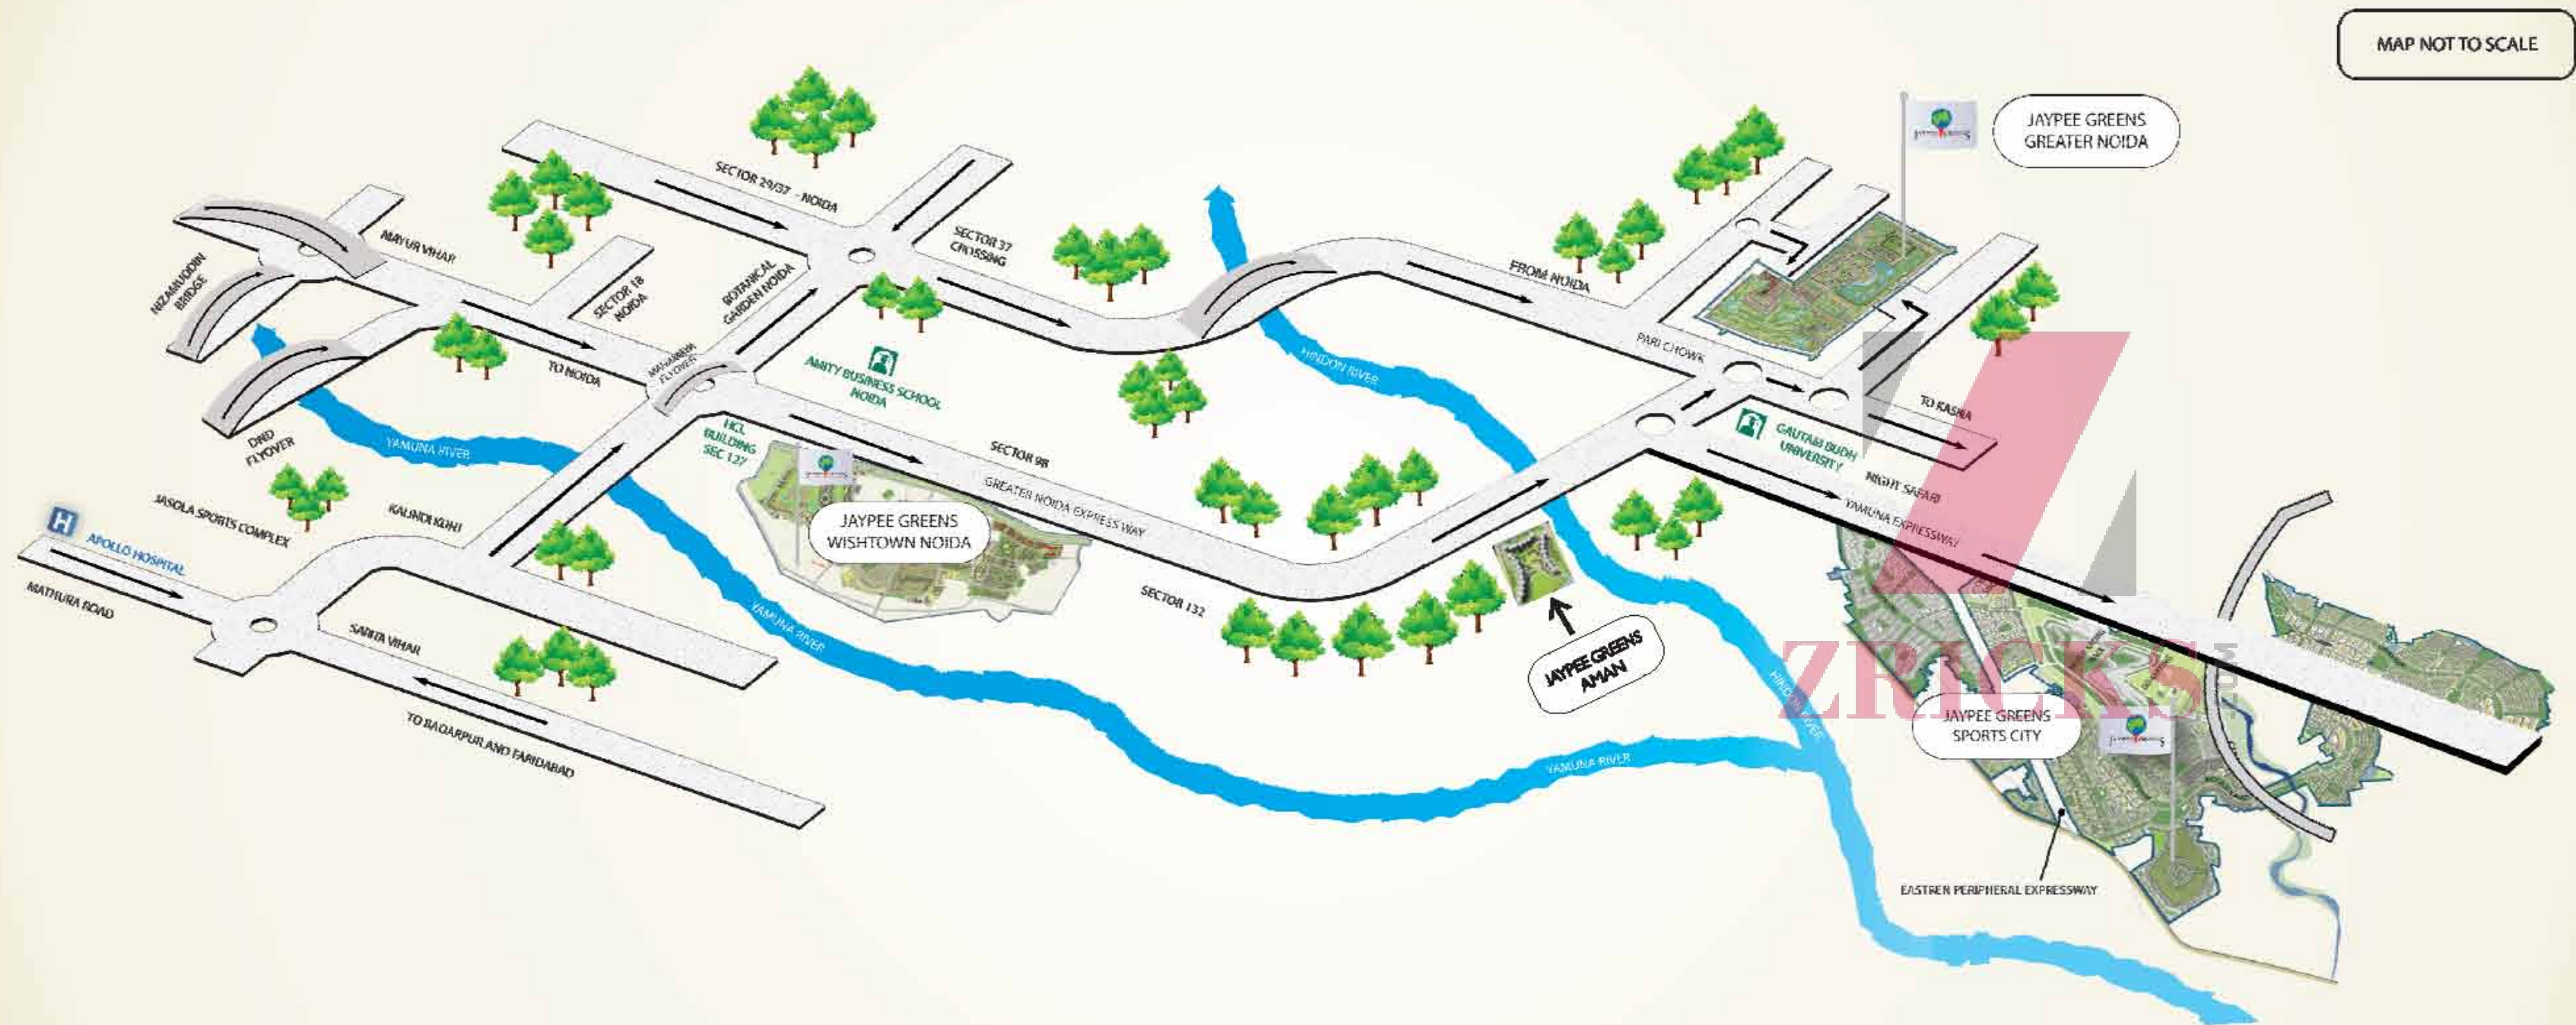 MAP NOT TO SCALE
JAYPEE GREENS
GREATER NOIDA
SECTOR 29/37 - NOIDA
MAYUR VIHAR
NIZAMUDDIN
BRIDGE
SECTOR 18
NOIDA
BOTANICAL
GARDEN NOIDA
SECTOR 37
CROSSING
FROM NOIDA
PARI CHOWK
HINDON RIVER
MAHAMAYA
FLYOVER
TO NOIDA
AMITY BUSINESS SCHOOL
NOIDA
DND
FLYOVER
YAMUNA RIVER
HCL
BUILDING
SEC 127
SECTOR 98
GREATER NOIDA EXPRESS WAY
TO KASNA
GAUTAM BUDH
UNIVERSITY
NIGHT SAFARI
YAMUNA EXPRESSWAY
JASOLA SPORTS COMPLEX
KALINDI KUNJ
H
APOLLO HOSPITAL
MATHURA ROAD
JAYPEE GREENS
WISHTOWN NOIDA
SECTOR 132
YAMUNA RIVER
SARITA VIHAR
TO BADARPUR AND FARIDABAD
JAYPEE GREENS
AMAN
HINDON RIVER
YAMUNA RIVER
ZRICKS
JAYPEE GREENS
SPORTS CITY
EASTREN PERIPHERAL EXPRESSWAY